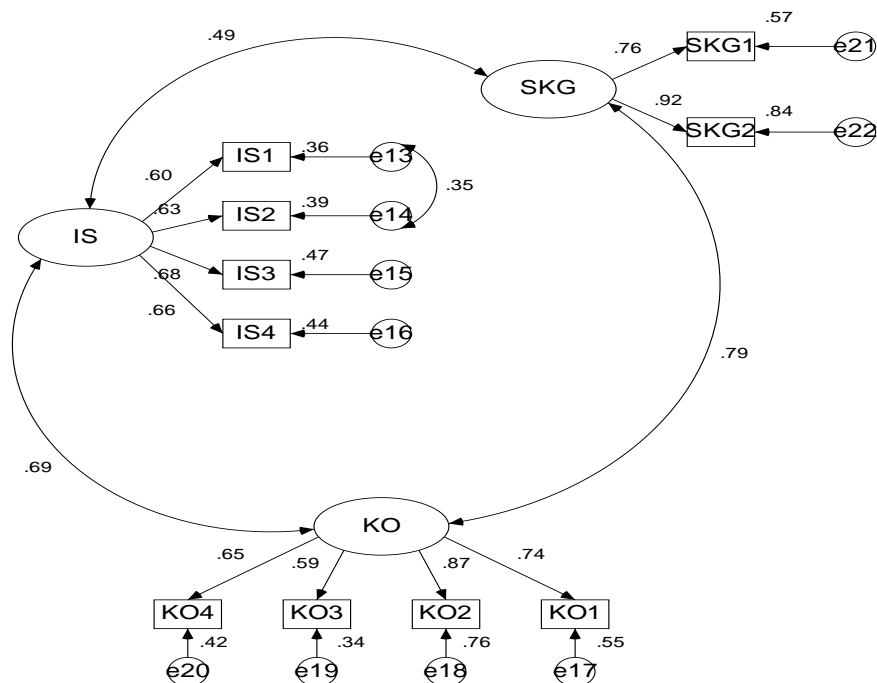 .49
.57
.76
SKG1
e21
SKG
.92
.84
SKG2
e22
IS1
.36
e13
.60
.35
.63
IS2
.39
e14
IS
.47
.68
IS3
e15
.66
IS4
.44
e16
.79
.69
KO
.65
.59
.87
.74
KO4
KO3
KO2
KO1
.42
.34
.76
.55
e20
e19
e18
e17